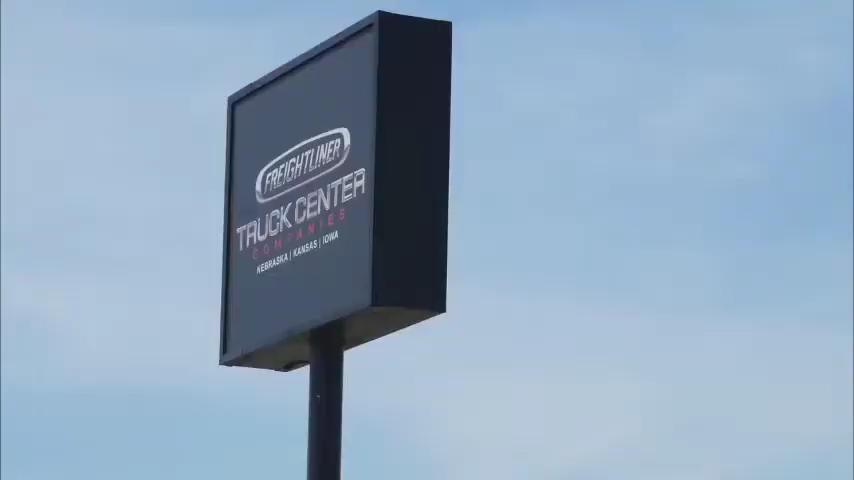 FREIGHTLINER
TRUCK CENTER
COMPANIES
NEBRASKA | KANSAS | IOWA